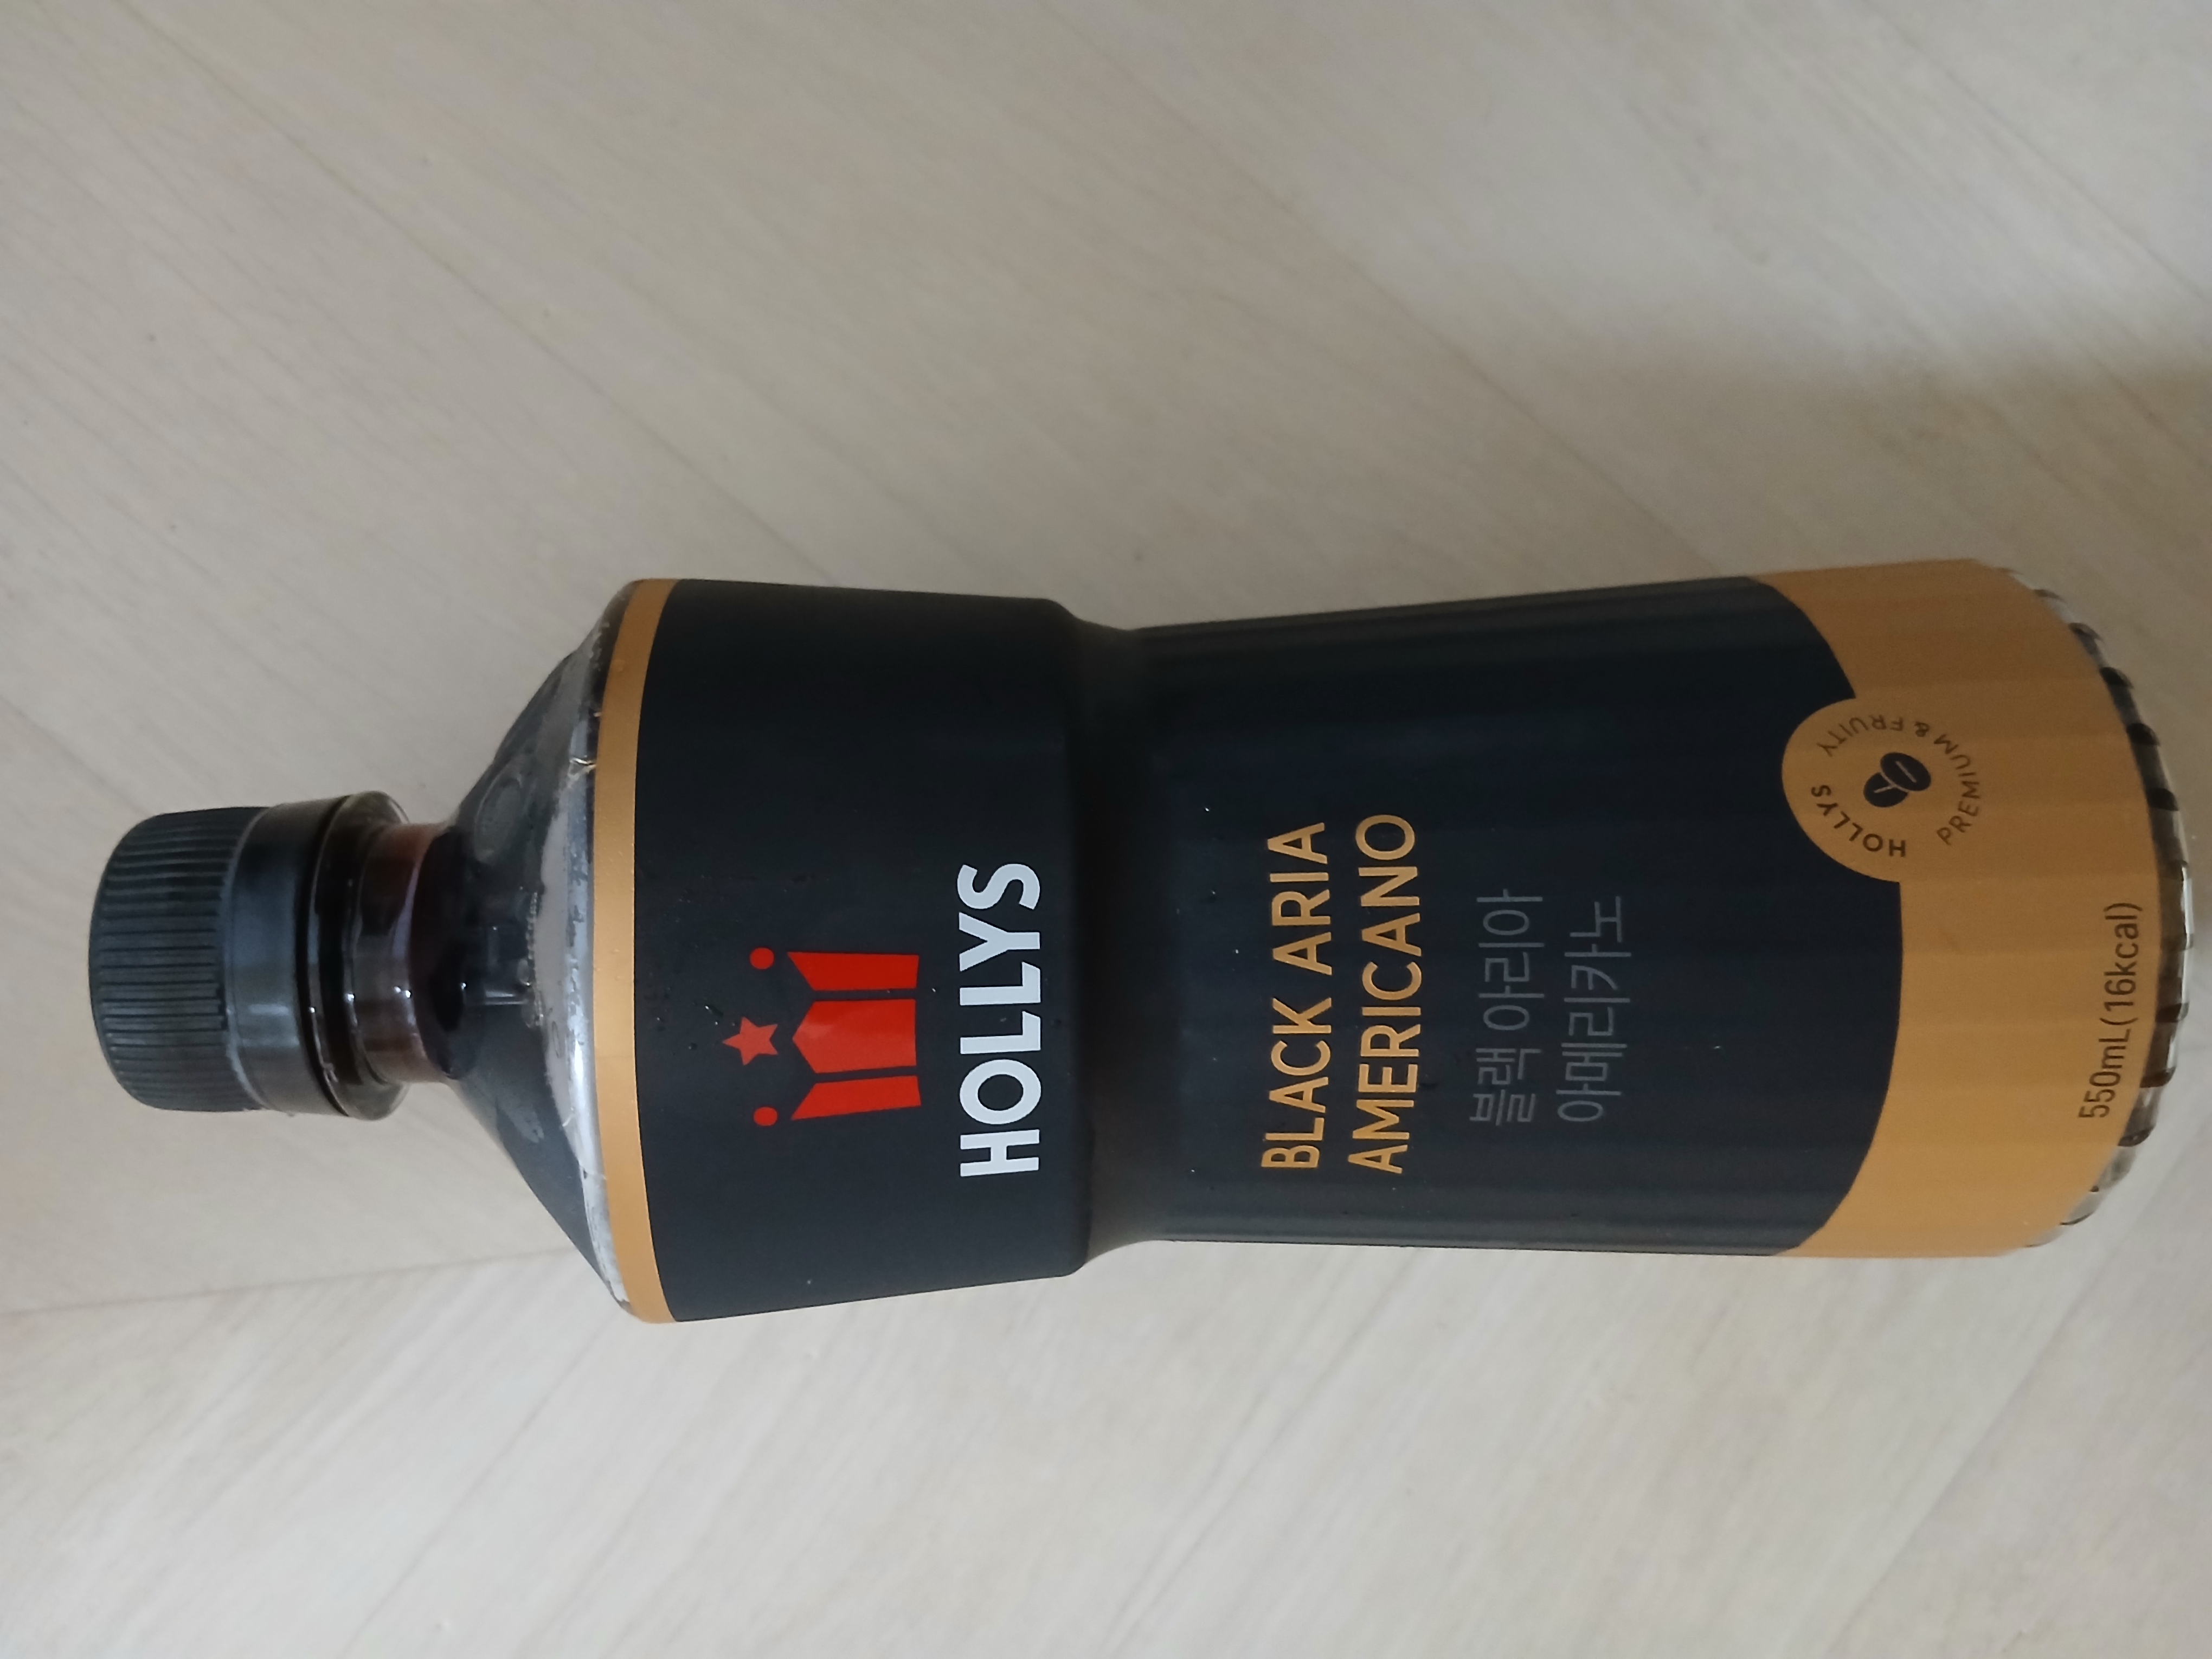 HOLLYS
BLACK ARIA
AMERICANO
블랙 아리아
아메리카노
HOLLYS
PREMIUM & FRUITY
550mL(16kcal)